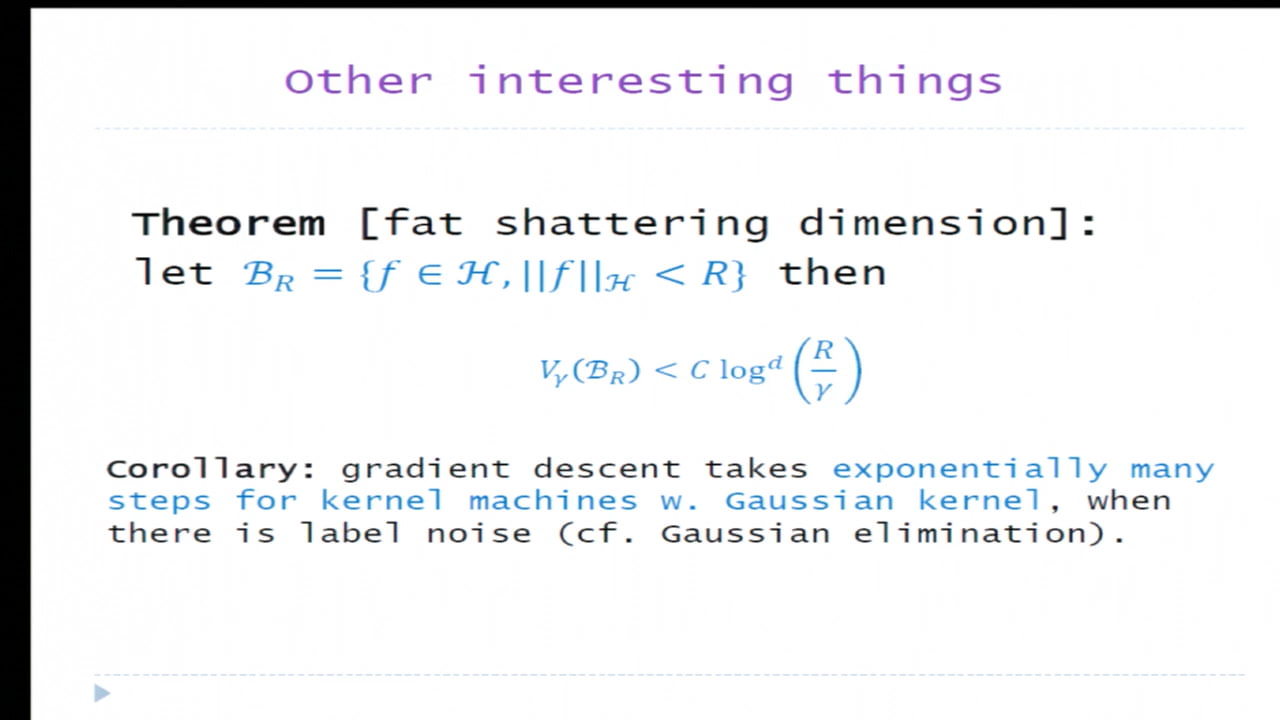 Other interesting things
Theorem [fat shattering dimension]:
let ℬ_R = {f ∈ ℋ, ||f||_ℋ < R} then
V_γ(ℬ_R) < C log^d (R/γ)
Corollary: gradient descent takes exponentially many
steps for kernel machines w. Gaussian kernel, when
there is label noise (cf. Gaussian elimination).